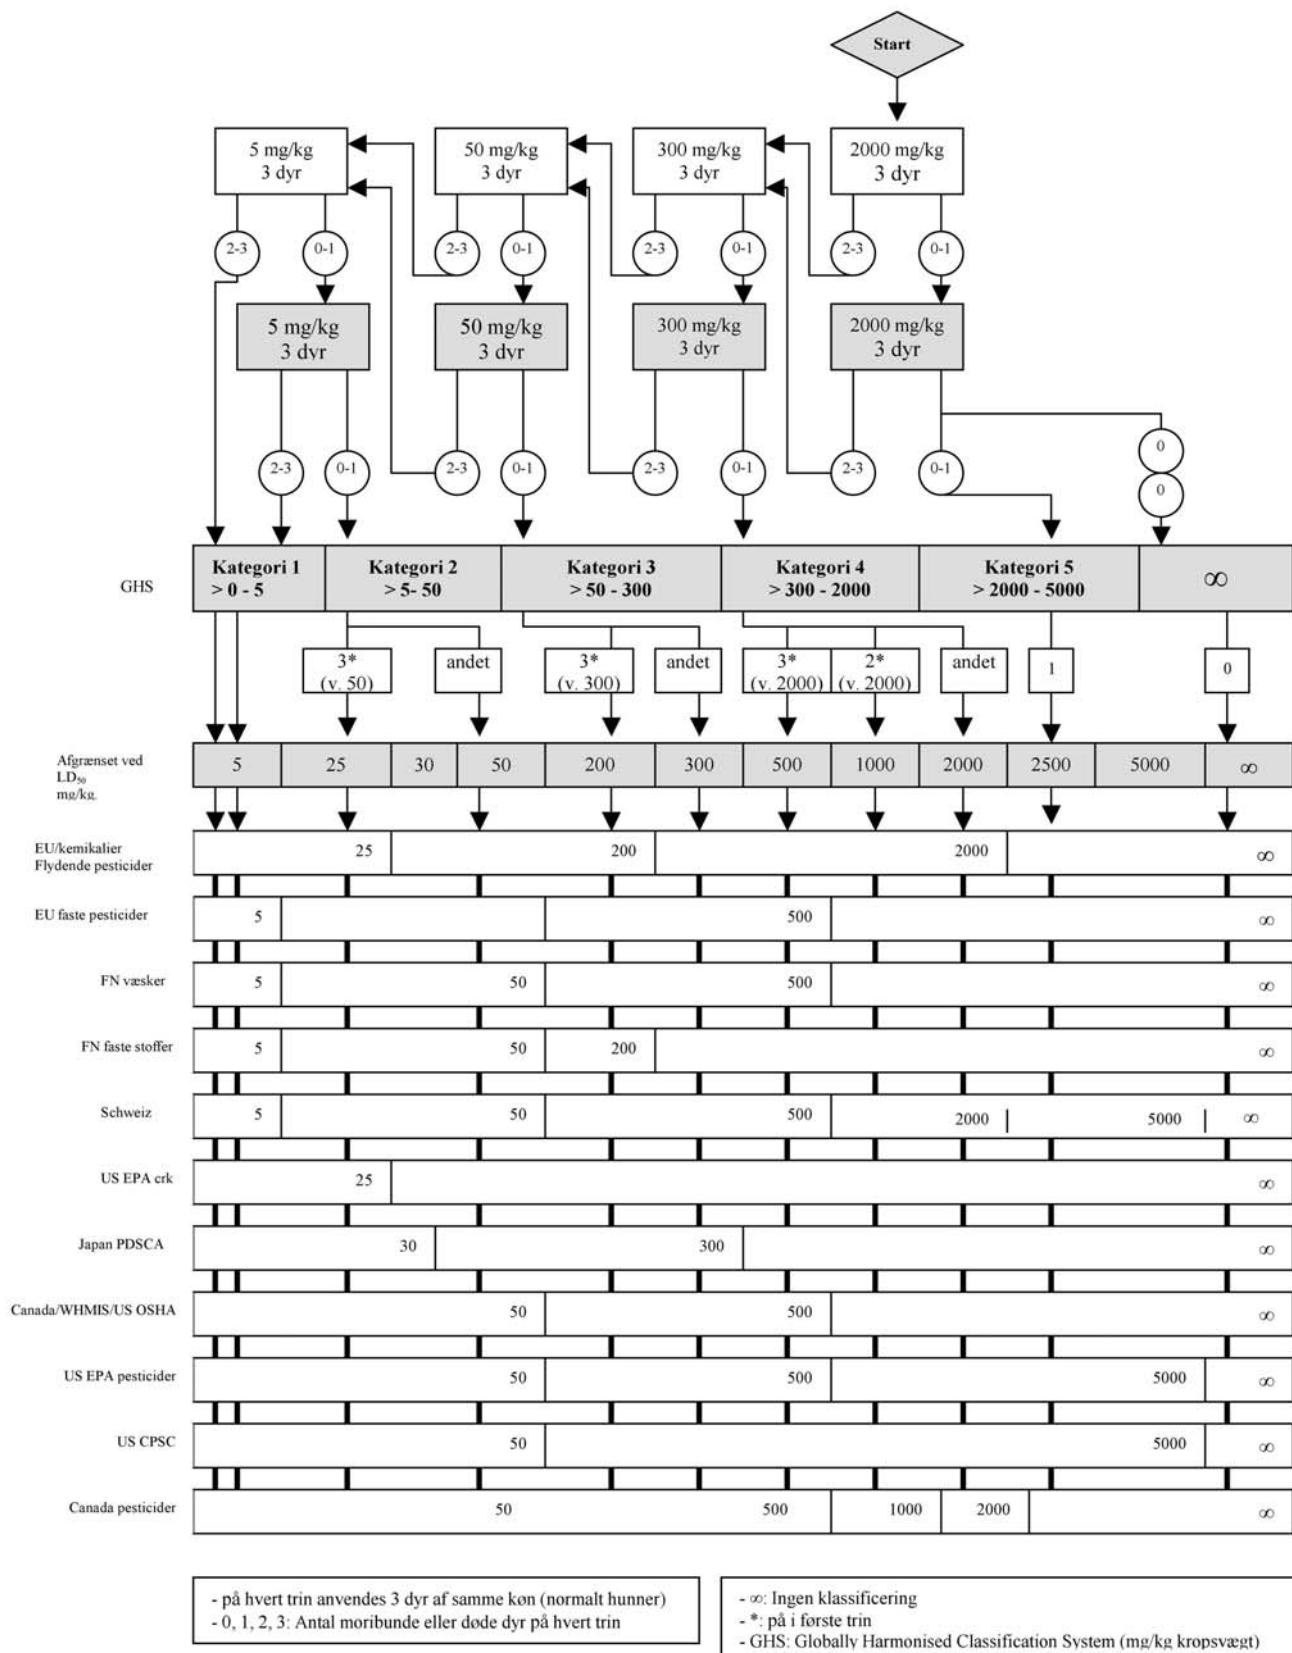 Start
5 mg/kg
3 dyr
50 mg/kg
3 dyr
300 mg/kg
3 dyr
2000 mg/kg
3 dyr
2-3
0-1
2-3
0-1
2-3
0-1
2-3
0-1
5 mg/kg
3 dyr
50 mg/kg
3 dyr
300 mg/kg
3 dyr
2000 mg/kg
3 dyr
2-3
0-1
2-3
0-1
2-3
0-1
2-3
0-1
0
0
GHS
Kategori 1
> 0 - 5
Kategori 2
> 5- 50
Kategori 3
> 50 - 300
Kategori 4
> 300 - 2000
Kategori 5
> 2000 - 5000
∞
3*
(v. 50)
andet
3*
(v. 300)
andet
3*
(v. 2000)
2*
(v. 2000)
andet
1
0
Afgrænset ved
LD₅₀
mg/kg.
5 25 30 50 200 300 500 1000 2000 2500 5000 ∞
EU/kemikalier
Flydende pesticider
25 200 2000 ∞
EU faste pesticider 5 500 ∞
FN væsker 5 50 500 ∞
FN faste stoffer 5 50 200 ∞
Schweiz 5 50 500 2000 5000 ∞
US EPA crk 25 ∞
Japan PDSCA 30 300 ∞
Canada/WHMIS/US OSHA 50 500 ∞
US EPA pesticider 50 500 5000 ∞
US CPSC 50 5000 ∞
Canada pesticider 50 500 1000 2000 ∞
- på hvert trin anvendes 3 dyr af samme køn (normalt hunner)
- 0, 1, 2, 3: Antal moribunde eller døde dyr på hvert trin
- ∞: Ingen klassificering
- *: på i første trin
- GHS: Globally Harmonised Classification System (mg/kg kropsvægt)